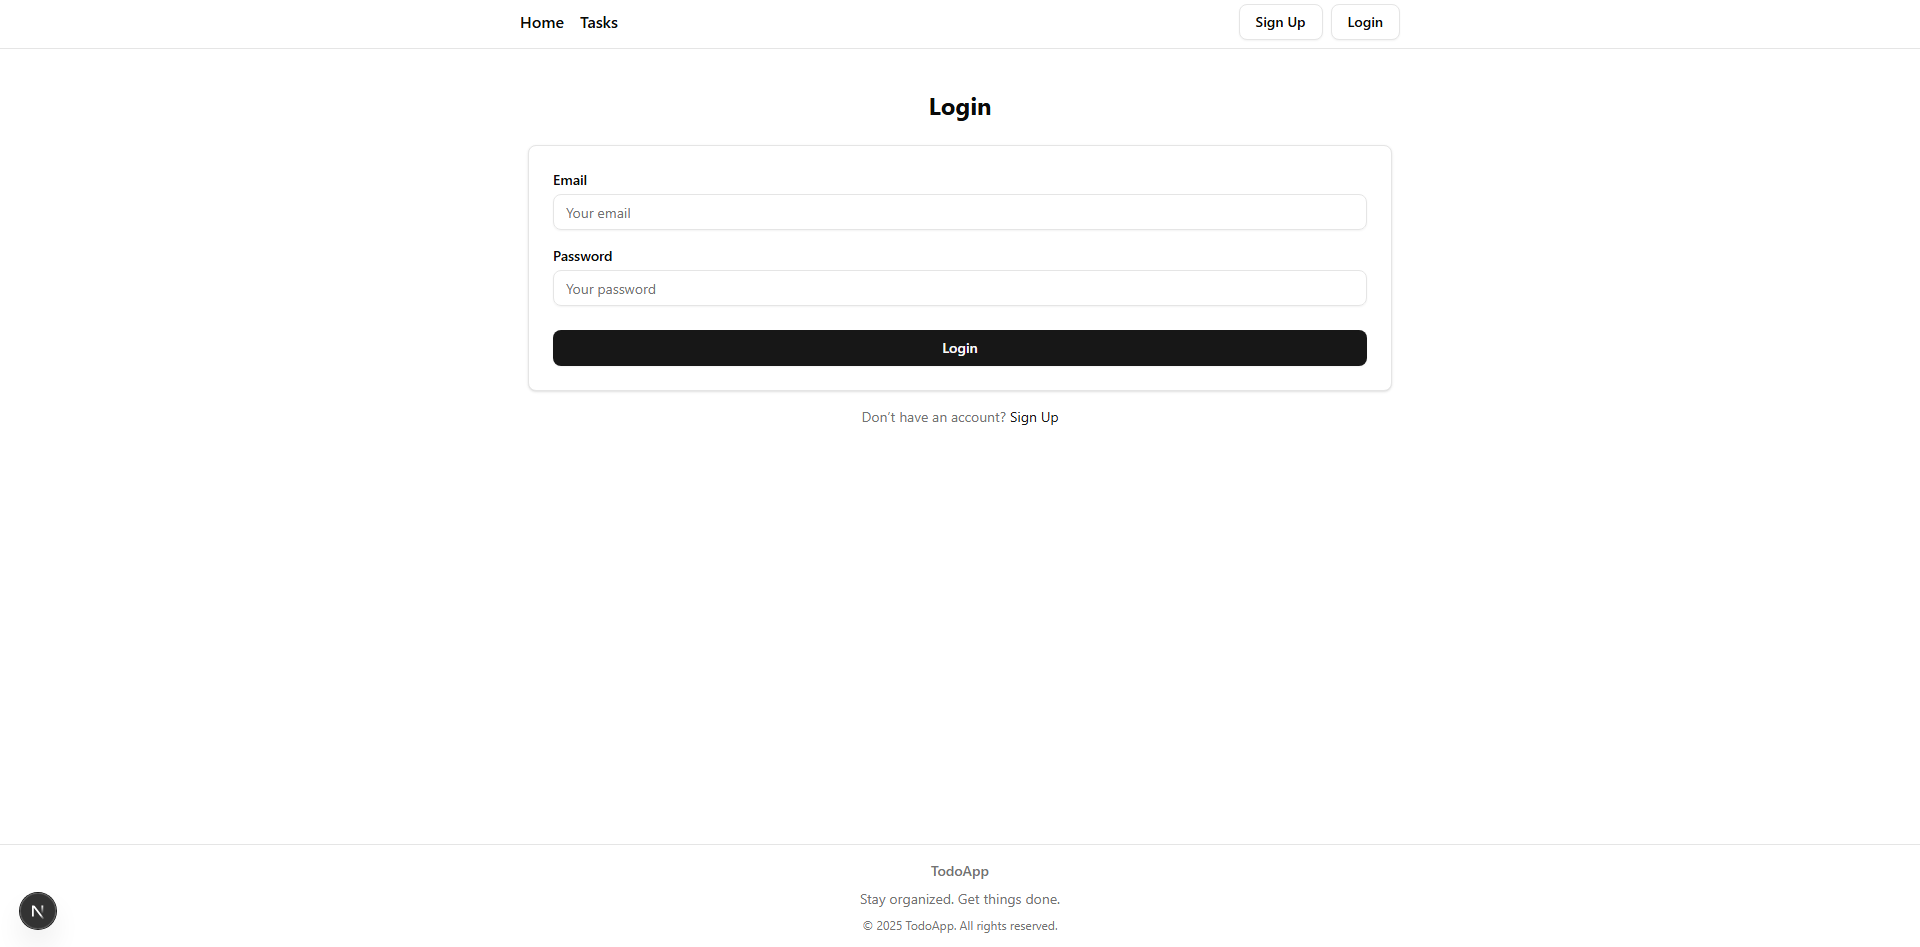 Home Tasks Sign Up Login
Login
Email
Your email
Password
Your password
Login
Don't have an account? Sign Up
TodoApp
Stay organized. Get things done.
© 2025 TodoApp. All rights reserved.
N